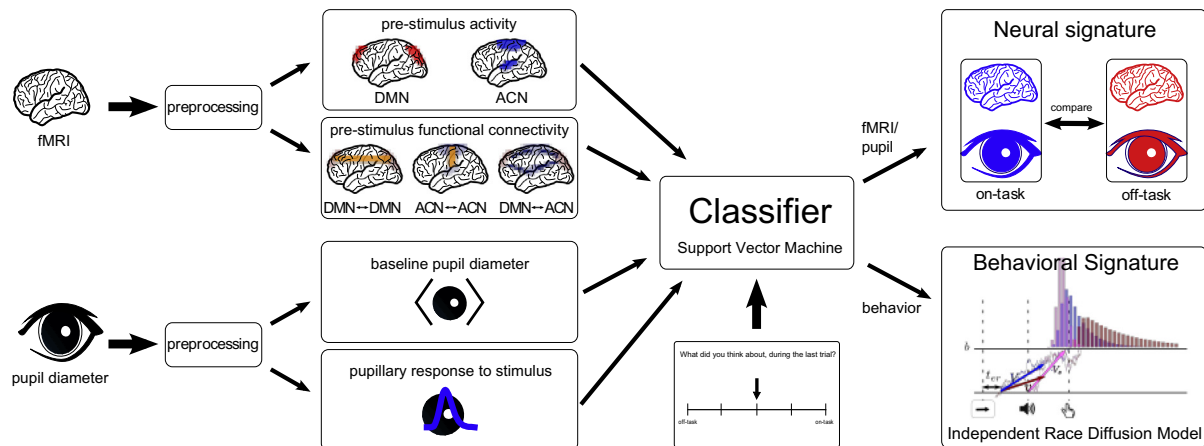 pre-stimulus activity
DMN
ACN
fMRI
preprocessing
pre-stimulus functional connectivity
DMN↔DMN
ACN↔ACN
DMN↔ACN
pupil diameter
preprocessing
baseline pupil diameter
pupillary response to stimulus
Classifier
Support Vector Machine
What did you think about, during the last trial?
off-task
on-task
fMRI/
pupil
behavior
Neural signature
compare
on-task
off-task
Behavioral Signature
b
t_er
Independent Race Diffusion Model